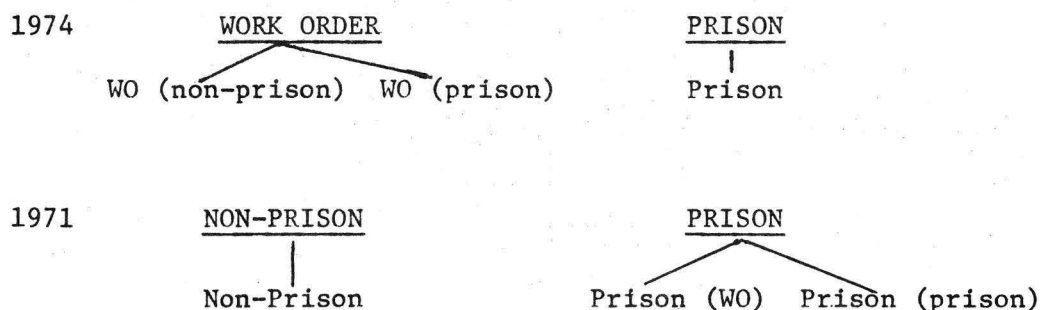 1974 WORK ORDER PRISON
WO (non-prison) WO (prison) Prison
1971 NON-PRISON PRISON
Non-Prison Prison (WO) Prison (prison)